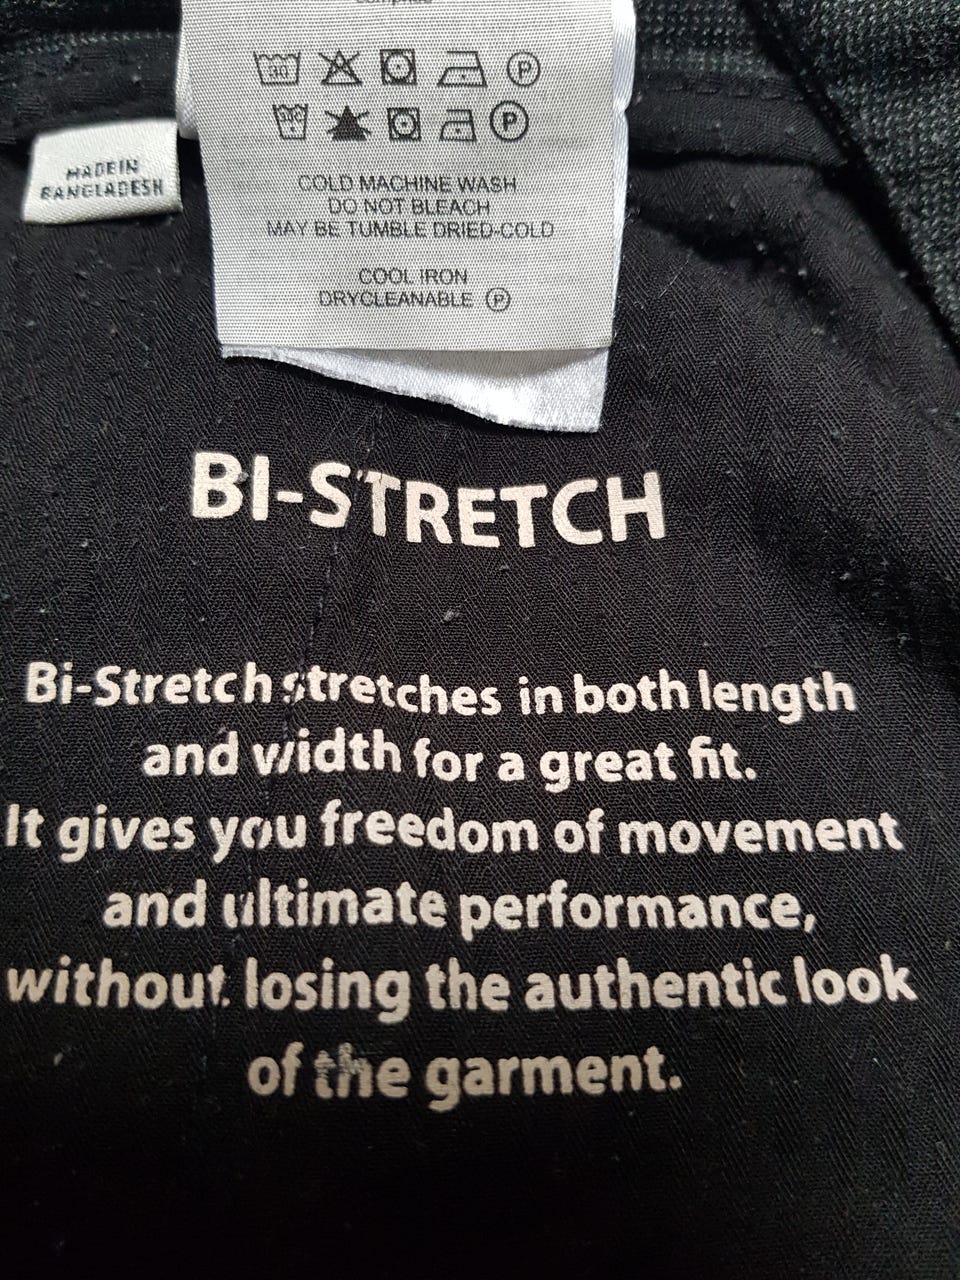 30
P
P
MADE IN
BANGLADESH
COLD MACHINE WASH
DO NOT BLEACH
MAY BE TUMBLE DRIED-COLD
COOL IRON
DRYCLEANABLE P
BI-STRETCH
Bi-Stretch stretches in both length
and width for a great fit.
It gives you freedom of movement
and ultimate performance,
without losing the authentic look
of the garment.